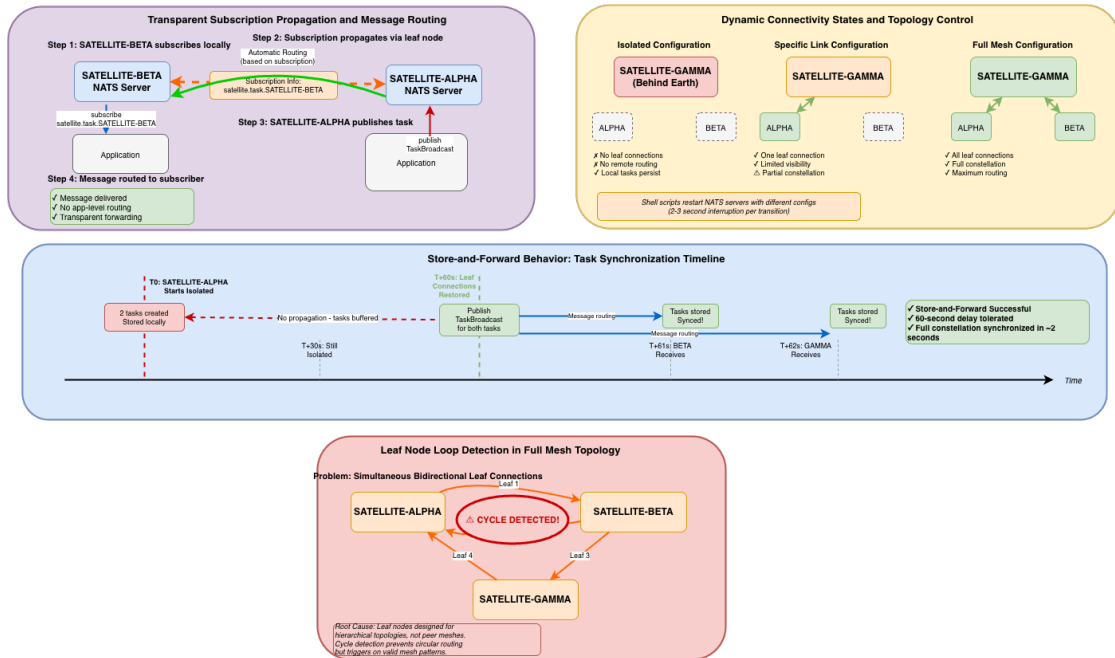 Transparent Subscription Propagation and Message Routing
Step 1: SATELLITE-BETA subscribes locally
Step 2: Subscription propagates via leaf node
Automatic Routing
(based on subscription)
SATELLITE-BETA
NATS Server
Subscription Info:
satellite.task.SATELLITE-BETA
SATELLITE-ALPHA
NATS Server
subscribe
satellite.task.SATELLITE-BETA
Step 3: SATELLITE-ALPHA publishes task
publish
TaskBroadcast
Application
Application
Step 4: Message routed to subscriber
✓ Message delivered
✓ No app-level routing
✓ Transparent forwarding
Dynamic Connectivity States and Topology Control
Isolated Configuration
SATELLITE-GAMMA
(Behind Earth)
ALPHA
BETA
✗ No leaf connections
✗ No remote routing
✓ Local tasks persist
Specific Link Configuration
SATELLITE-GAMMA
ALPHA
BETA
✓ One leaf connection
✓ Limited visibility
⚠ Partial constellation
Full Mesh Configuration
SATELLITE-GAMMA
ALPHA
BETA
✓ All leaf connections
✓ Full constellation
✓ Maximum routing
Shell scripts restart NATS servers with different configs
(2-3 second interruption per transition)
Store-and-Forward Behavior: Task Synchronization Timeline
T0: SATELLITE-ALPHA
Starts Isolated
2 tasks created
Stored locally
No propagation - tasks buffered
T+30s: Still
Isolated
T+60s: Leaf
Connections
Restored
Publish
TaskBroadcast
for both tasks
Message routing
Message routing
Tasks stored
Synced!
T+61s: BETA
Receives
Tasks stored
Synced!
T+62s: GAMMA
Receives
✓ Store-and-Forward Successful
✓ 60-second delay tolerated
✓ Full constellation synchronized in ~2
seconds
Time
Leaf Node Loop Detection in Full Mesh Topology
Problem: Simultaneous Bidirectional Leaf Connections
Leaf 1
SATELLITE-ALPHA
⚠ CYCLE DETECTED!
SATELLITE-BETA
Leaf 4
Leaf 3
SATELLITE-GAMMA
Root Cause: Leaf nodes designed for
hierarchical topologies, not peer meshes.
Cycle detection prevents circular routing
but triggers on valid mesh patterns.